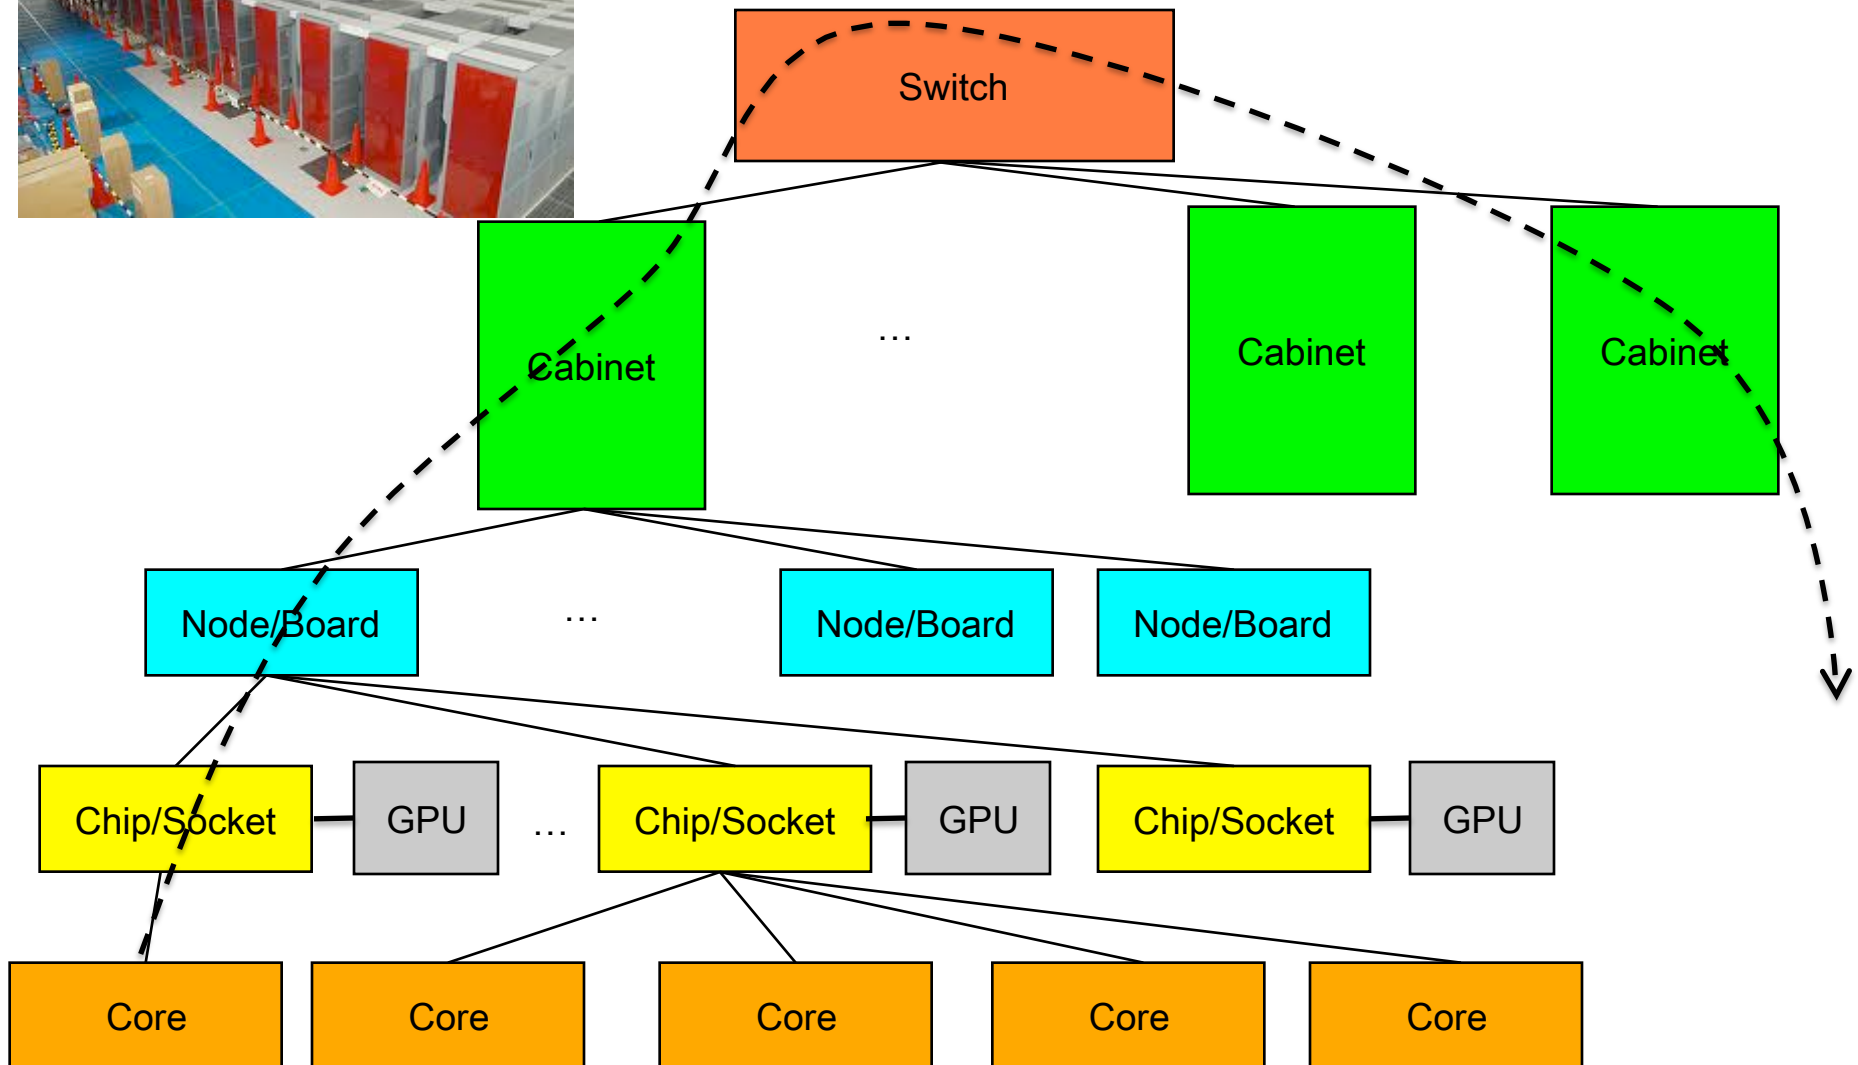 Switch
Cabinet
…
Cabinet
Cabinet
Node/Board
…
Node/Board
Node/Board
Chip/Socket
GPU
…
Chip/Socket
GPU
Chip/Socket
GPU
Core
Core
Core
Core
Core